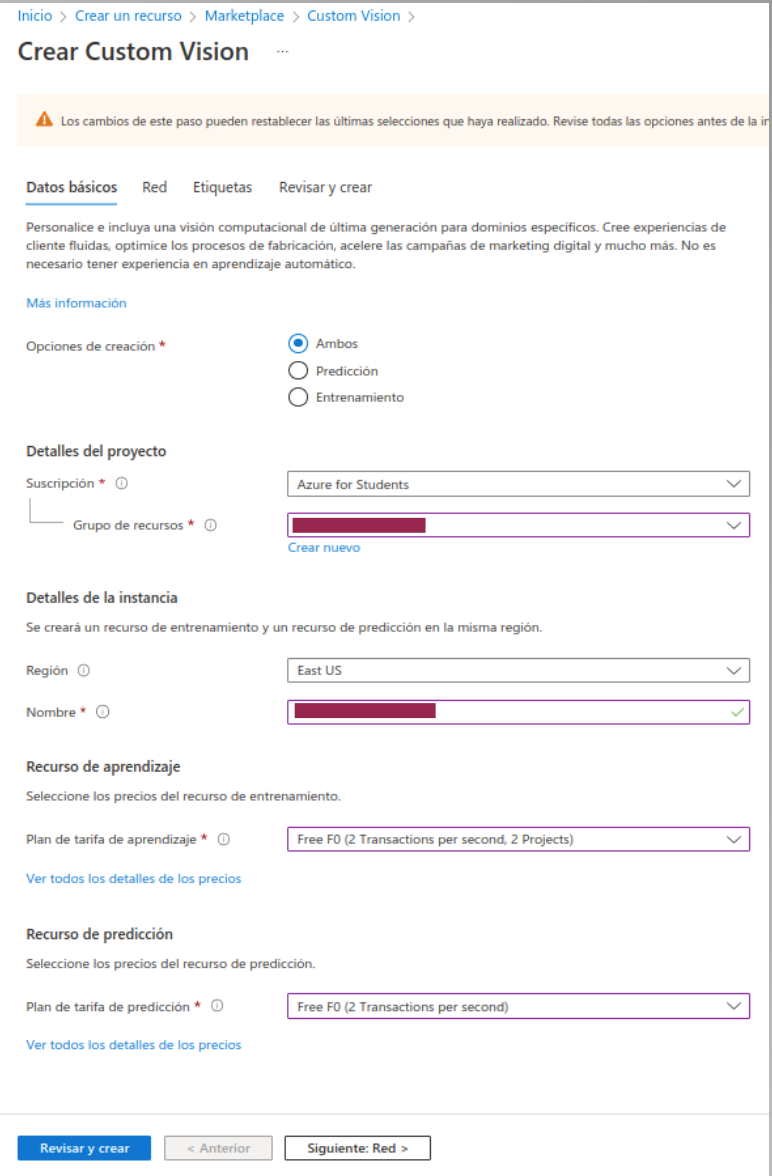 Inicio > Crear un recurso > Marketplace > Custom Vision >
Crear Custom Vision ...
Los cambios de este paso pueden restablecer las últimas selecciones que haya realizado. Revise todas las opciones antes de la
Datos básicos Red Etiquetas Revisar y crear
Personalice e incluya una visión computacional de última generación para dominios específicos. Cree experiencias de
cliente fluidas, optimice los procesos de fabricación, acelere las campañas de marketing digital y mucho más. No es
necesario tener experiencia en aprendizaje automático.
Más información
Opciones de creación * Ambos
Predicción
Entrenamiento
Detalles del proyecto
Suscripción * Azure for Students
Grupo de recursos *
Crear nuevo
Detalles de la instancia
Se creará un recurso de entrenamiento y un recurso de predicción en la misma región.
Región East US
Nombre *
Recurso de aprendizaje
Seleccione los precios del recurso de entrenamiento.
Plan de tarifa de aprendizaje * Free F0 (2 Transactions per second, 2 Projects)
Ver todos los detalles de los precios
Recurso de predicción
Seleccione los precios del recurso de predicción.
Plan de tarifa de predicción * Free F0 (2 Transactions per second)
Ver todos los detalles de los precios
Revisar y crear < Anterior Siguiente: Red >